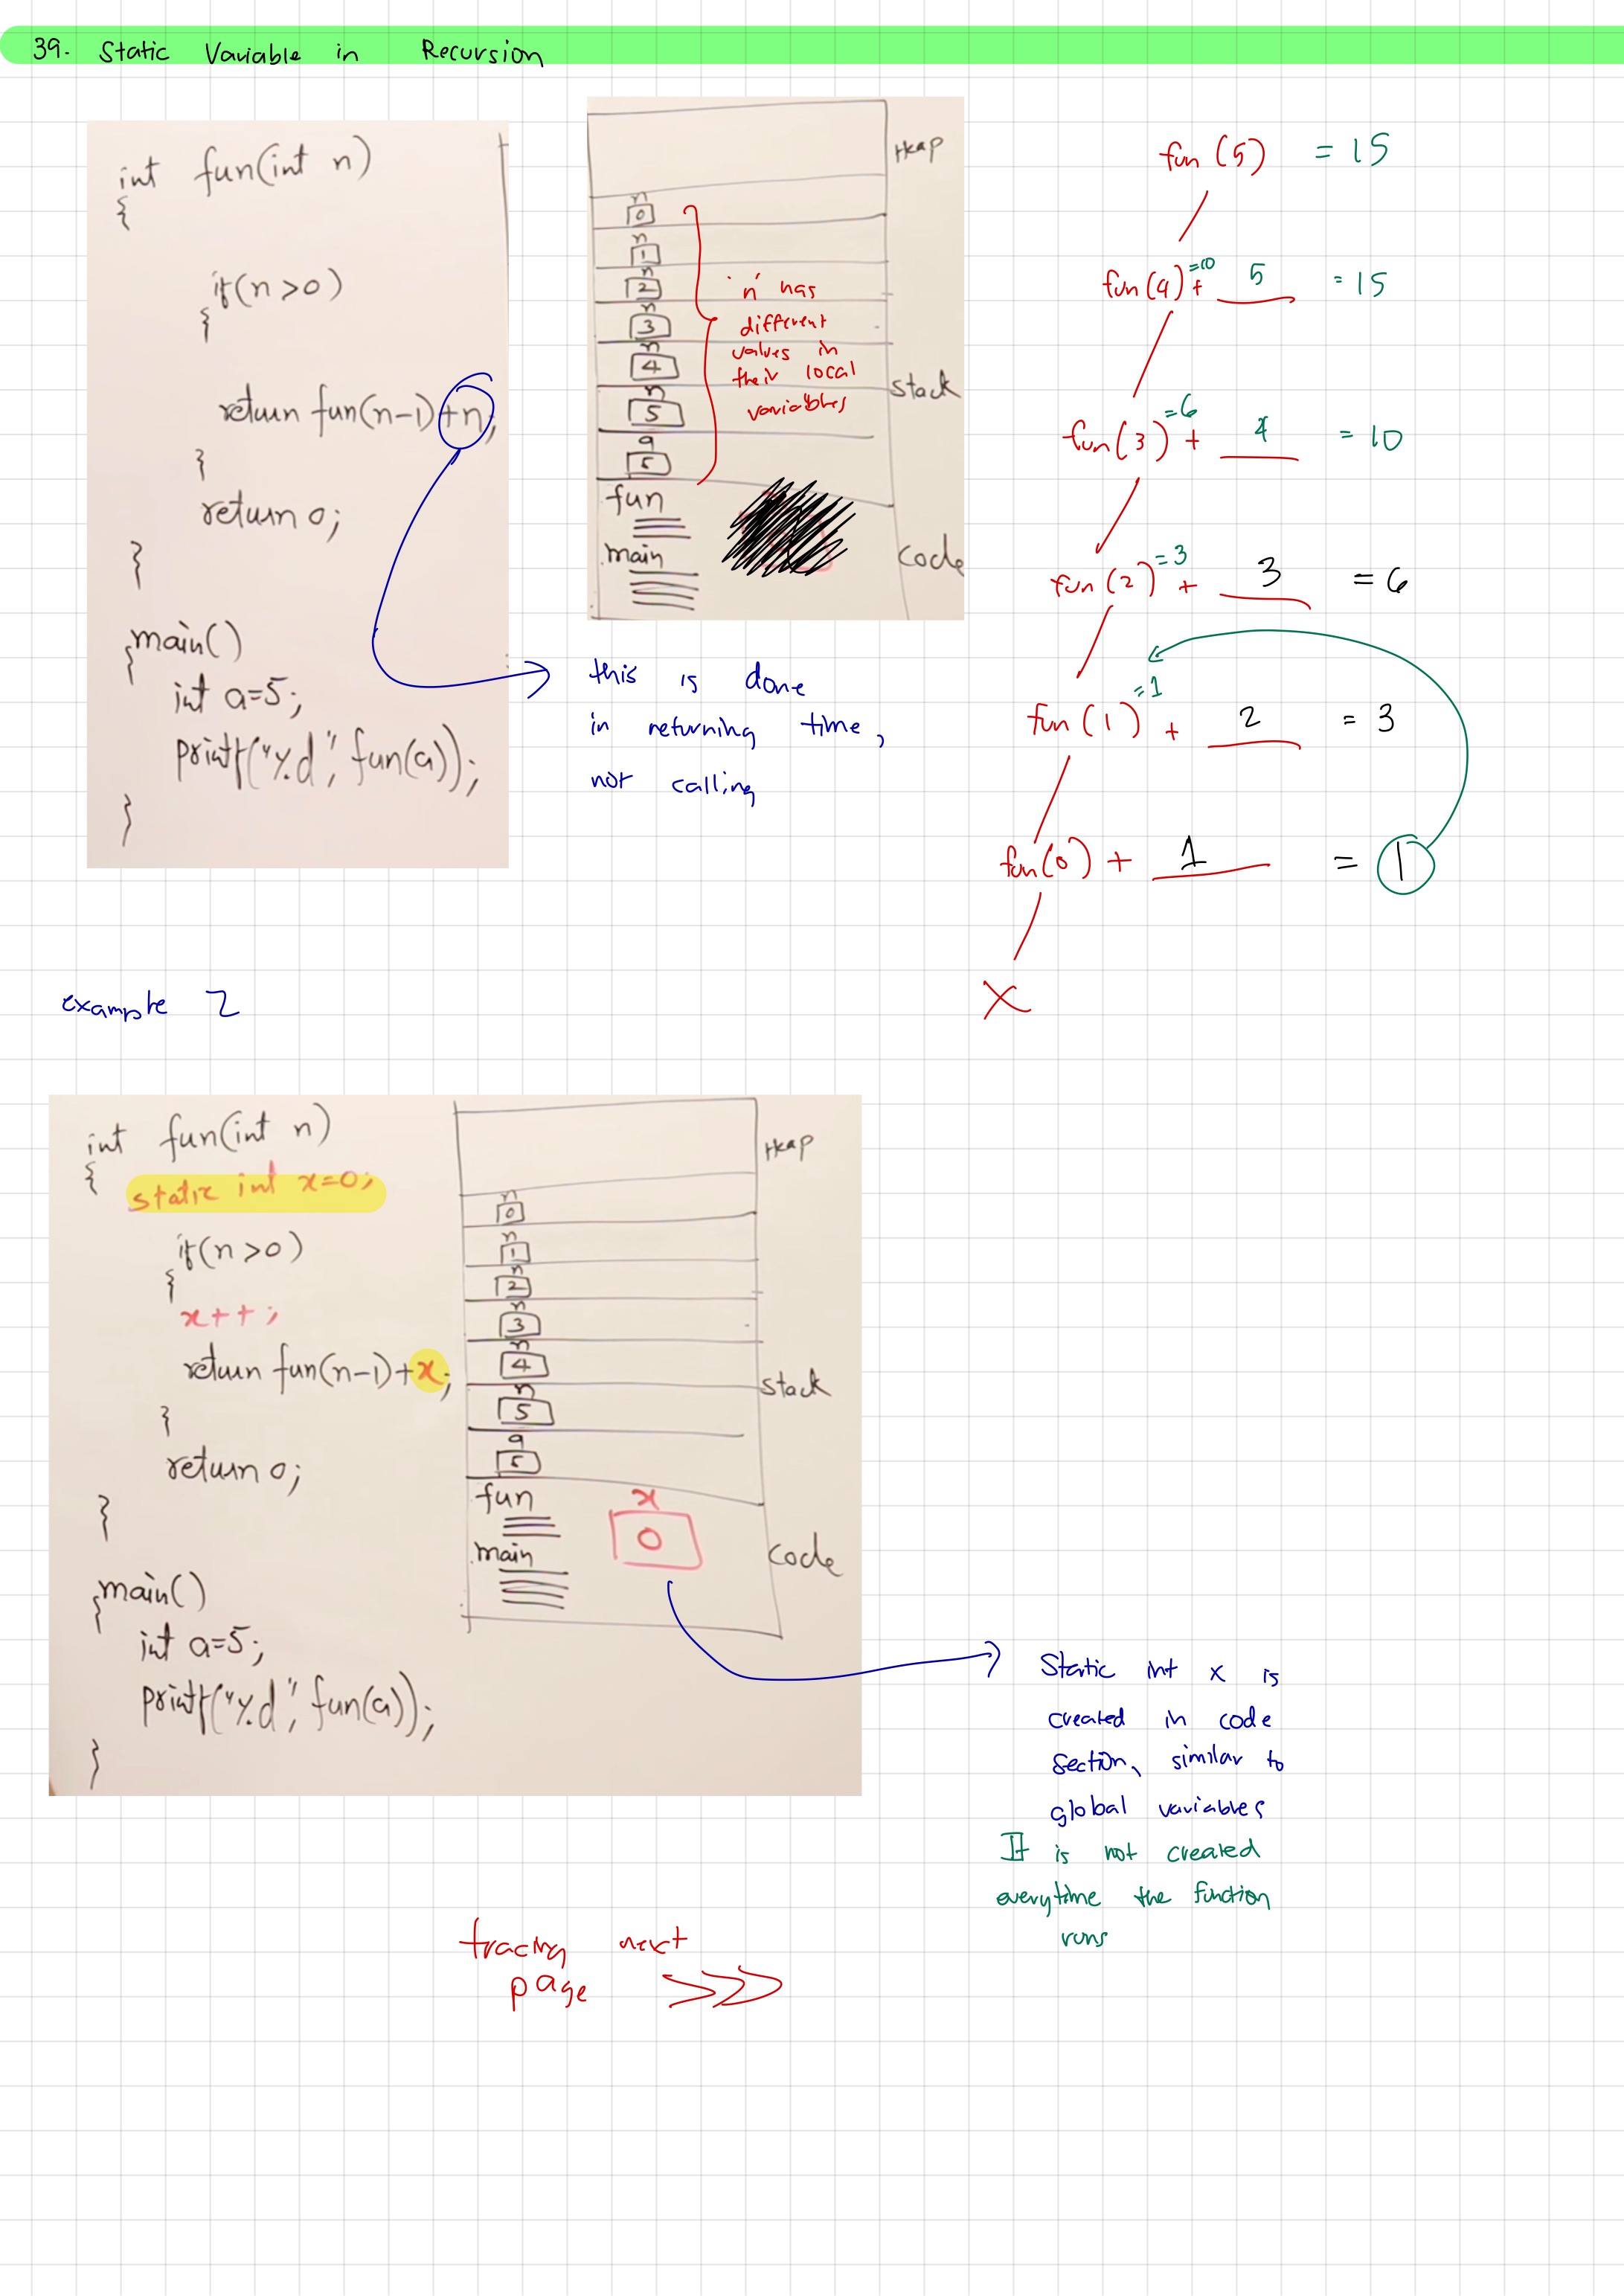 39. Static Variable in Recursion
int fun(int n)
{
if(n>0)
{
return fun(n-1)+n;
}
return 0;
}
main()
{
int a=5;
printf("%d", fun(a));
}
Heap
n
0
n
1
n
2
n
3
n
4
n
5
a
5
stack
fun
main
code
'n' has
different
values in
their local
variables
this is done
in returning time,
not calling
fun(5) = 15
fun(4) =10 + 5 = 15
fun(3) =6 + 4 = 10
fun(2) =3 + 3 = 6
fun(1) =1 + 2 = 3
fun(0) + 1 = 1
X
example 2
int fun(int n)
{
static int x=0;
if(n>0)
{
x++;
return fun(n-1)+x;
}
return 0;
}
main()
{
int a=5;
printf("%d", fun(a));
}
Heap
n
0
n
1
n
2
n
3
n
4
n
5
a
5
stack
fun
main
x
0
code
Static int x is
created in code
section, similar to
global variables
It is not created
everytime the function
runs
tracing next
page >>>